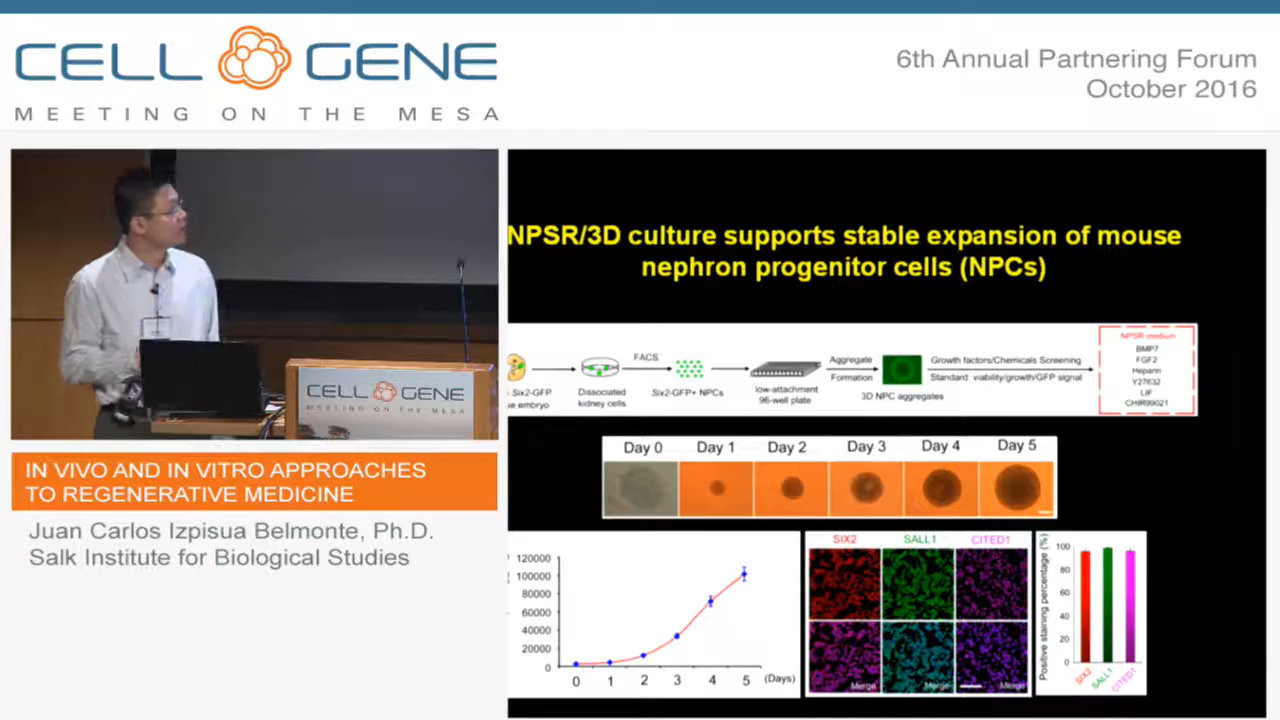 CELL GENE
MEETING ON THE MESA
6th Annual Partnering Forum
October 2016
CELL GENE
MEETING ON THE MESA
IN VIVO AND IN VITRO APPROACHES
TO REGENERATIVE MEDICINE
Juan Carlos Izpisua Belmonte, Ph.D.
Salk Institute for Biological Studies
NPSR/3D culture supports stable expansion of mouse
nephron progenitor cells (NPCs)
Six2-GFP
embryo
Dissociated
kidney cells
FACS
Six2-GFP+ NPCs
low-attachment
96-well plate
Aggregate
Formation
3D NPC aggregates
Growth factors/Chemicals Screening
Standard: viability/growth/GFP signal
NPSR medium
BMP7
FGF2
Heparin
Y27632
LIF
CHIR99021
Day 0 Day 1 Day 2 Day 3 Day 4 Day 5
120000
100000
80000
60000
40000
20000
0
0 1 2 3 4 5 (Days)
SIX2 SALL1 CITED1
Merge Merge Merge
Positive staining percentage (%)
100
80
60
40
20
0
SIX2 SALL1 CITED1